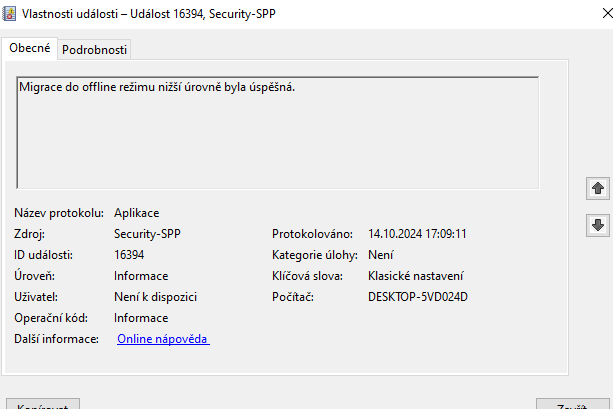 Vlastnosti události – Událost 16394, Security-SPP
Obecné Podrobnosti
Migrace do offline režimu nižší úrovně byla úspěšná.
Název protokolu: Aplikace
Zdroj: Security-SPP Protokolováno: 14.10.2024 17:09:11
ID události: 16394 Kategorie úlohy: Není
Úroveň: Informace Klíčová slova: Klasické nastavení
Uživatel: Není k dispozici Počítač: DESKTOP-5VD024D
Operační kód: Informace
Další informace: Online nápověda
Kopírovat Zavřít